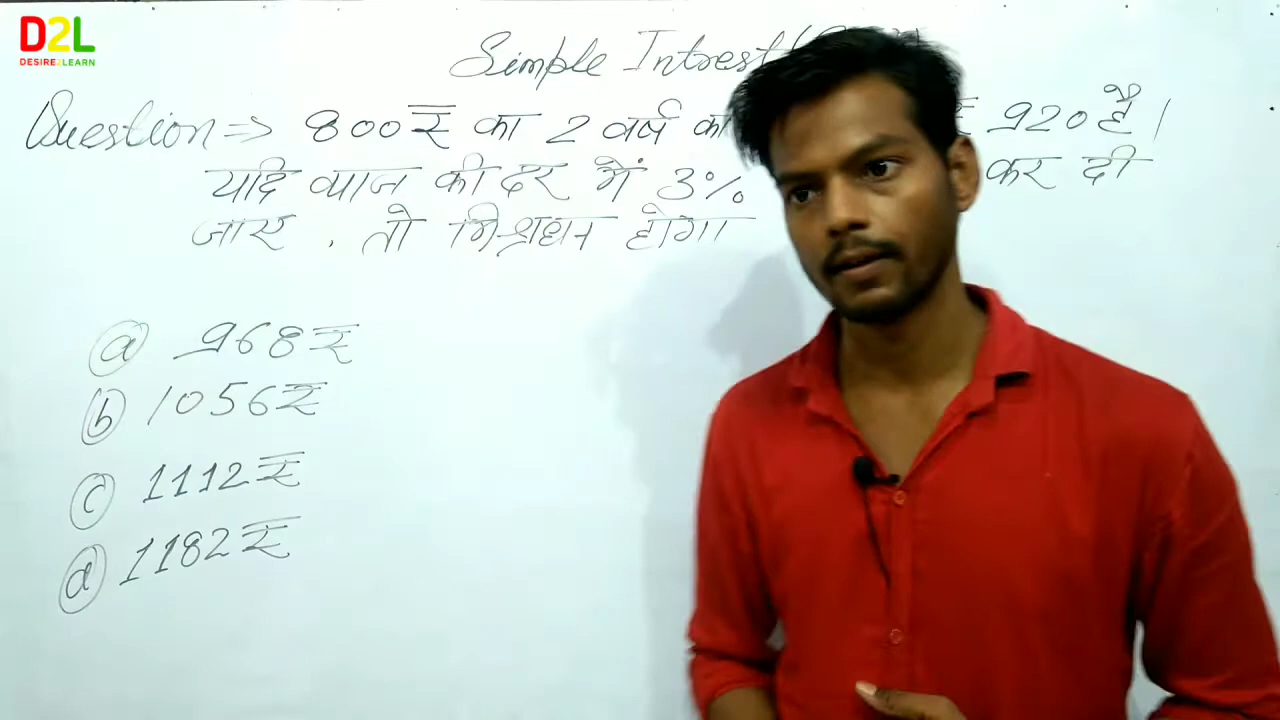 D2L
DESIRE2LEARN
Simple Intrest (
Question => 800 ₹ का 2 वर्ष का ₹ 920 है।
यदि ब्याज की दर में 3% कर दी
जाए , तो मिश्रधन होगा
(a) 968 ₹
(b) 1056 ₹
(c) 1112 ₹
(d) 1182 ₹